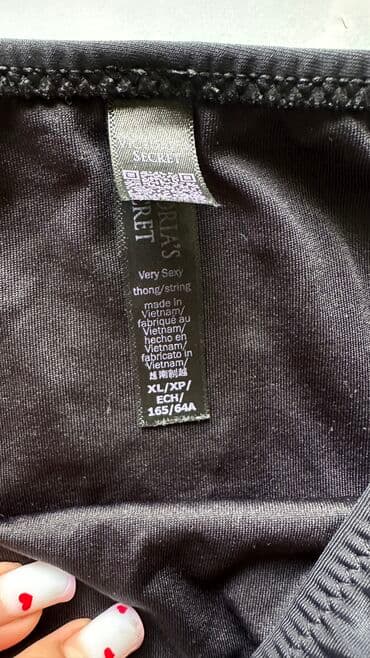 VICTORIA'S
SECRET
Very Sexy
thong/string
made in
Vietnam/
fabriqué au
Vietnam/
hecho en
Vietnam/
fabricato in
Vietnam/
越南制造
XL/XP/
ECH/
165/64A